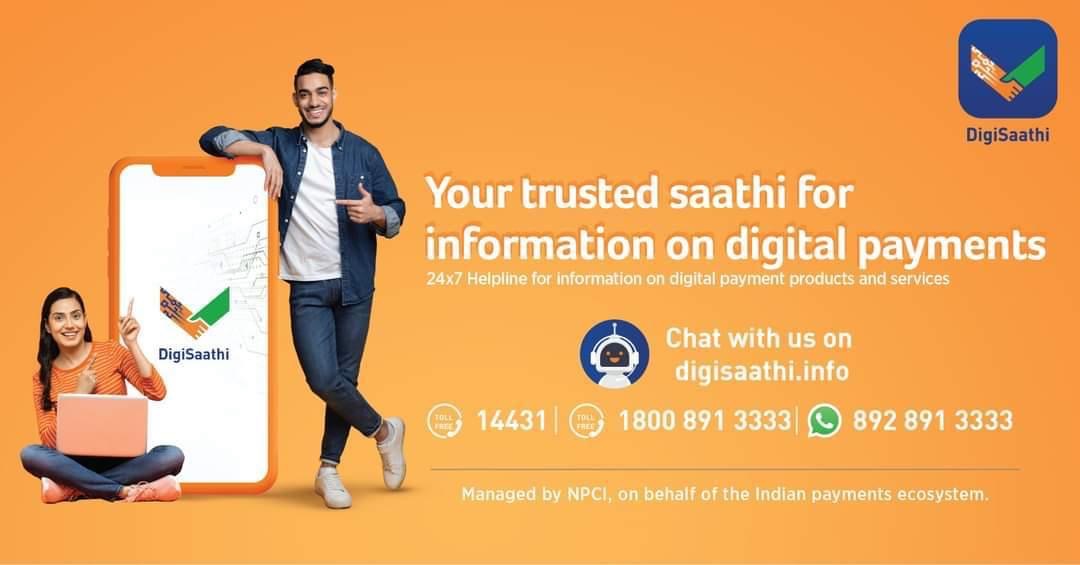 DigiSaathi
Your trusted saathi for
information on digital payments
24x7 Helpline for information on digital payment products and services
DigiSaathi
Chat with us on
digisaathi.info
TOLL FREE 14431 | TOLL FREE 1800 891 3333 | 892 891 3333
Managed by NPCI, on behalf of the Indian payments ecosystem.